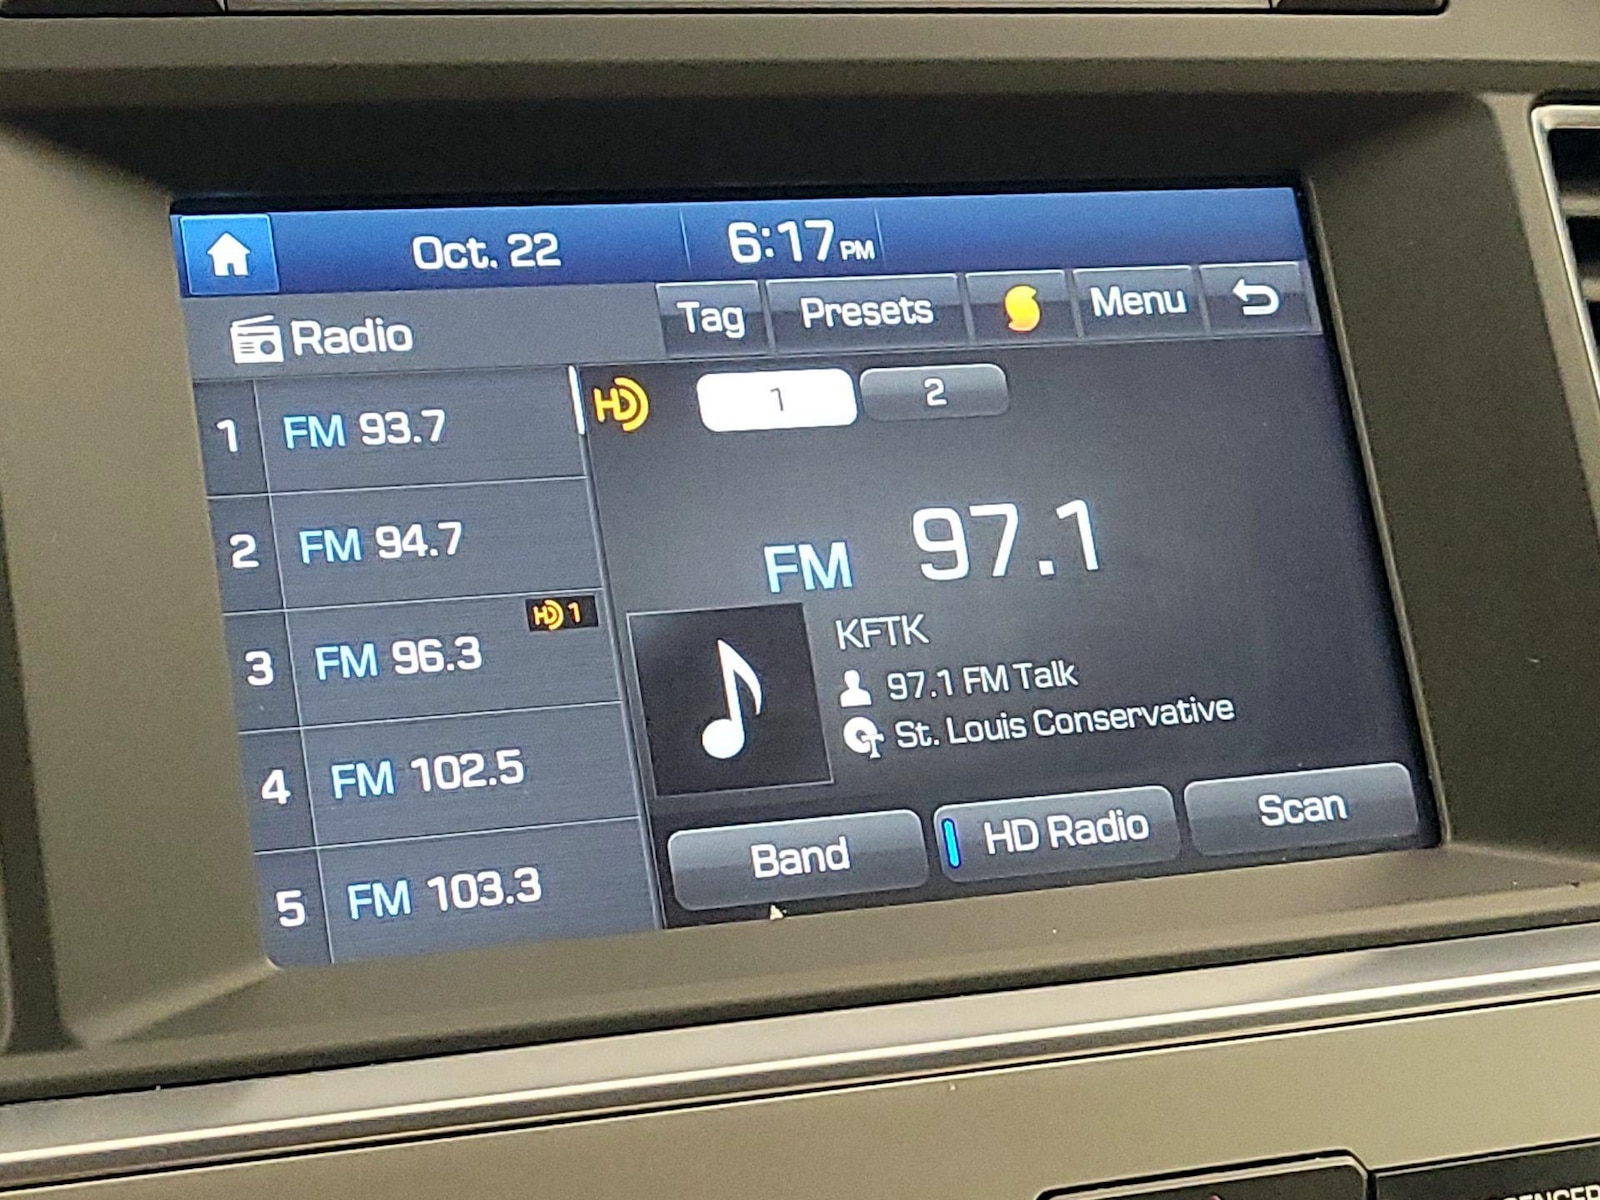 Oct. 22 6:17 PM
Radio Tag Presets Menu
HD 1 2
1 FM 93.7
2 FM 94.7
3 FM 96.3 HD 1
4 FM 102.5
5 FM 103.3
FM 97.1
KFTK
97.1 FM Talk
St. Louis Conservative
Band HD Radio Scan